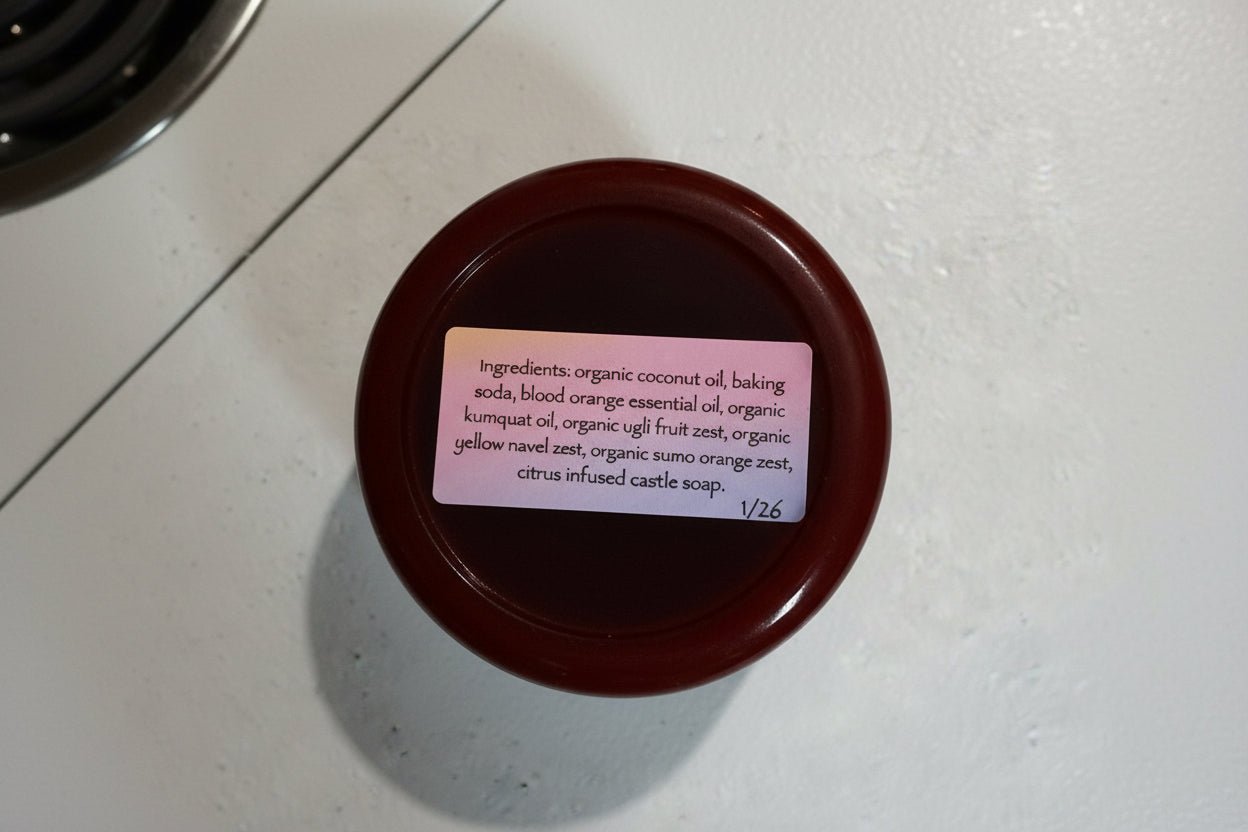 Ingredients: organic coconut oil, baking
soda, blood orange essential oil, organic
kumquat oil, organic ugli fruit zest, organic
yellow navel zest, organic sumo orange zest,
citrus infused castle soap.
1/26